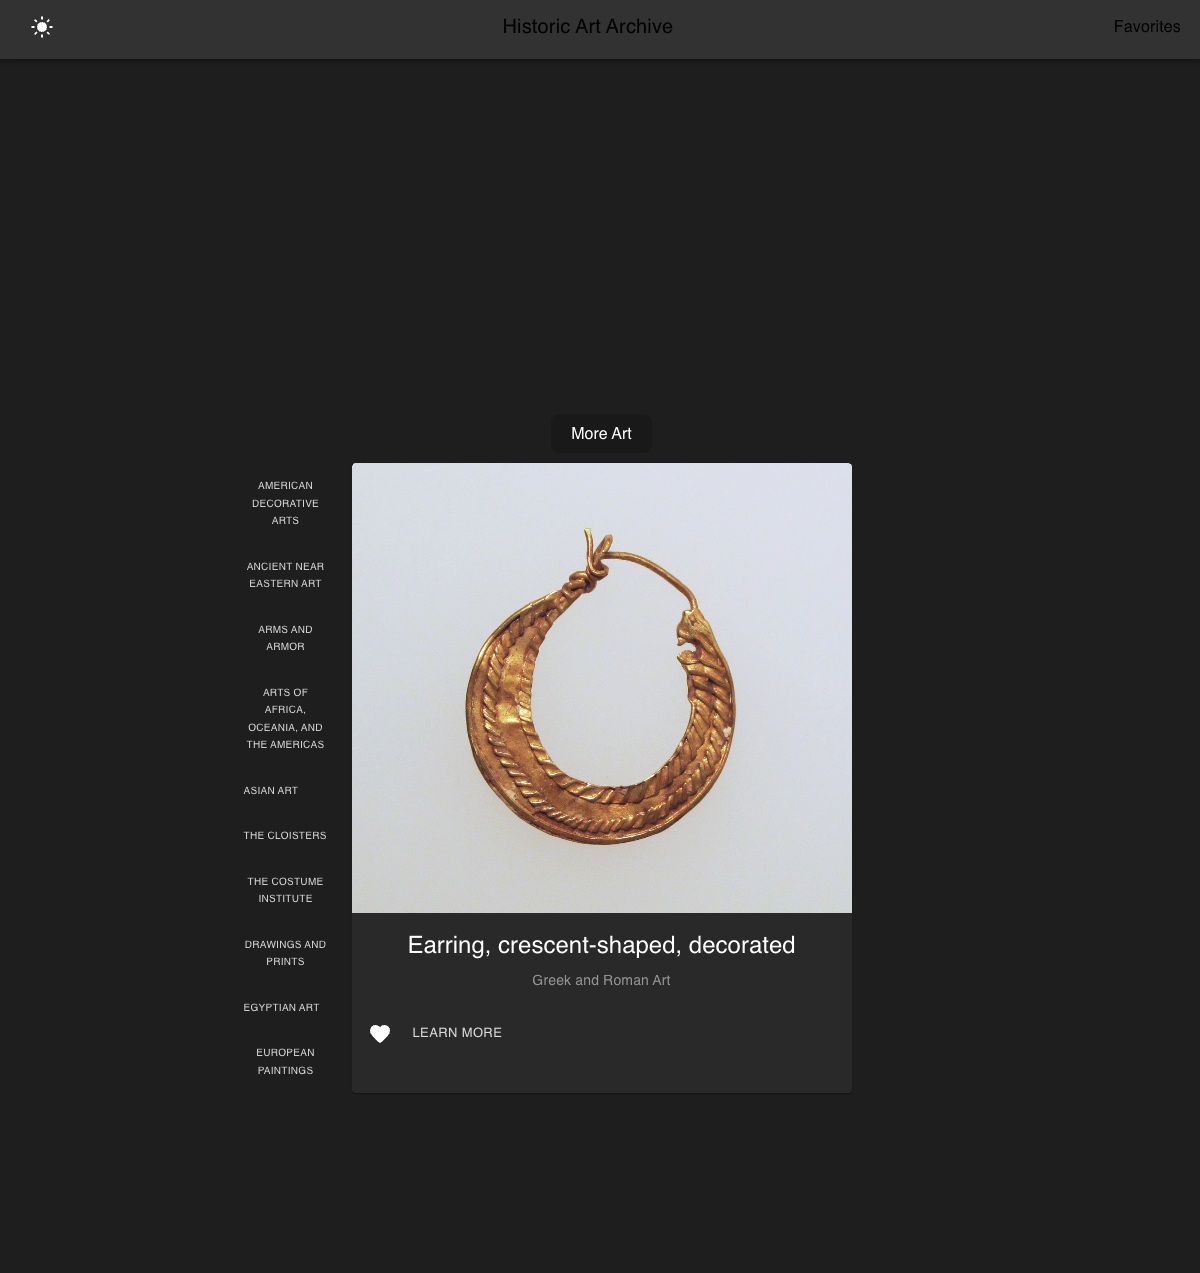 Historic Art Archive
Favorites
More Art
AMERICAN
DECORATIVE
ARTS
ANCIENT NEAR
EASTERN ART
ARMS AND
ARMOR
ARTS OF
AFRICA,
OCEANIA, AND
THE AMERICAS
ASIAN ART
THE CLOISTERS
THE COSTUME
INSTITUTE
DRAWINGS AND
PRINTS
EGYPTIAN ART
EUROPEAN
PAINTINGS
Earring, crescent-shaped, decorated
Greek and Roman Art
LEARN MORE